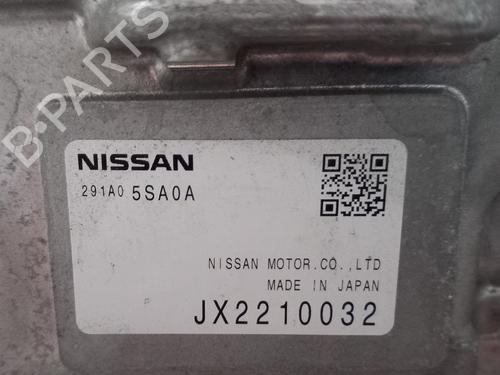 B-PARTS
NISSAN
291A0 5SA0A
NISSAN MOTOR.CO.,LTD
MADE IN JAPAN
JX2210032